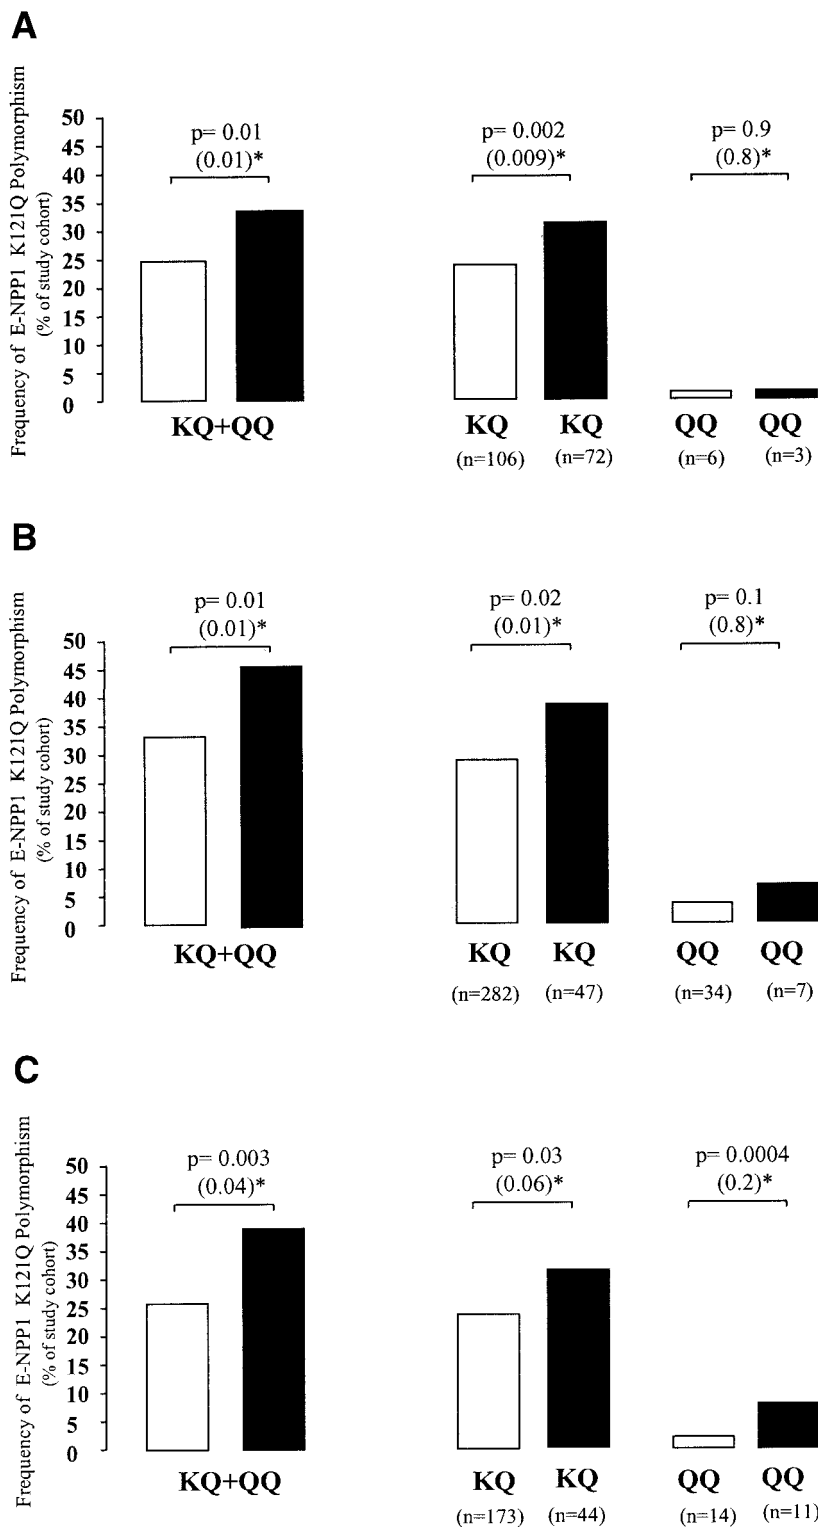 A
Frequency of E-NPP1 K121Q Polymorphism
(% of study cohort)
50
45
40
35
30
25
20
15
10
5
0
p= 0.01
(0.01)*
p= 0.002
(0.009)*
p= 0.9
(0.8)*
KQ+QQ
KQ KQ QQ QQ
(n=106) (n=72) (n=6) (n=3)
B
Frequency of E-NPP1 K121Q Polymorphism
(% of study cohort)
50
45
40
35
30
25
20
15
10
5
0
p= 0.01
(0.01)*
p= 0.02
(0.01)*
p= 0.1
(0.8)*
KQ+QQ
KQ KQ QQ QQ
(n=282) (n=47) (n=34) (n=7)
C
Frequency of E-NPP1 K121Q Polymorphism
(% of study cohort)
50
45
40
35
30
25
20
15
10
5
0
p= 0.003
(0.04)*
p= 0.03
(0.06)*
p= 0.0004
(0.2)*
KQ+QQ
KQ KQ QQ QQ
(n=173) (n=44) (n=14) (n=11)